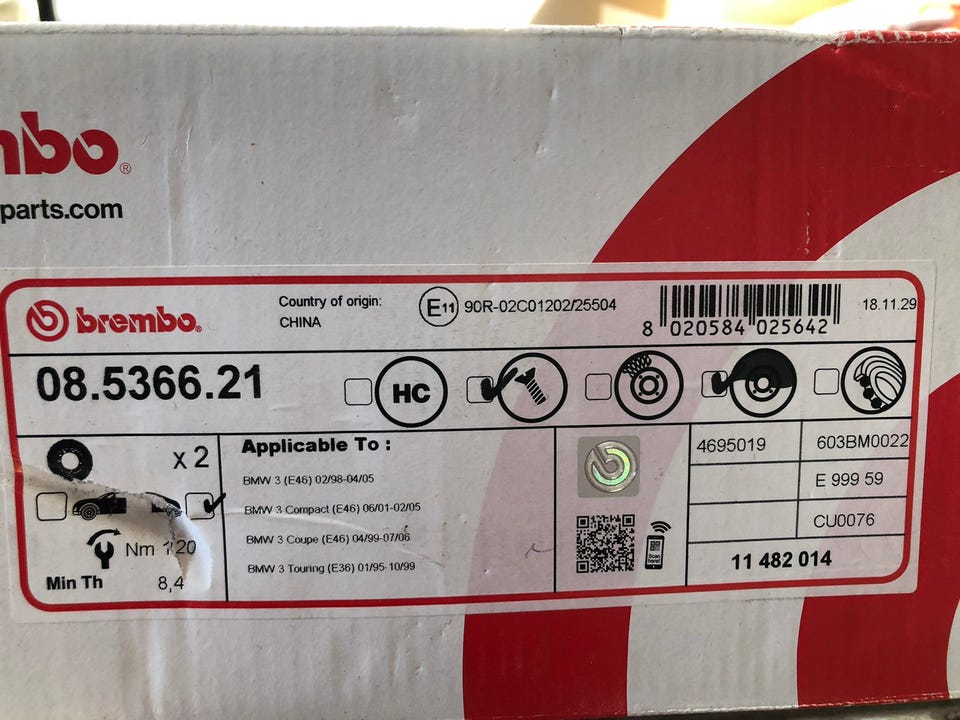 mbo®
parts.com
brembo®
Country of origin:
CHINA
E11 90R-02C01202/25504
8 020584 025642
18.11.29
08.5366.21
HC
x 2
Nm 120
Min Th 8,4
Applicable To :
BMW 3 (E46) 02/98-04/05
BMW 3 Compact (E46) 06/01-02/05
BMW 3 Coupe (E46) 04/99-07/06
BMW 3 Touring (E36) 01/95-10/99
Scan
here!
4695019 603BM0022
E 999 59
CU0076
11 482 014